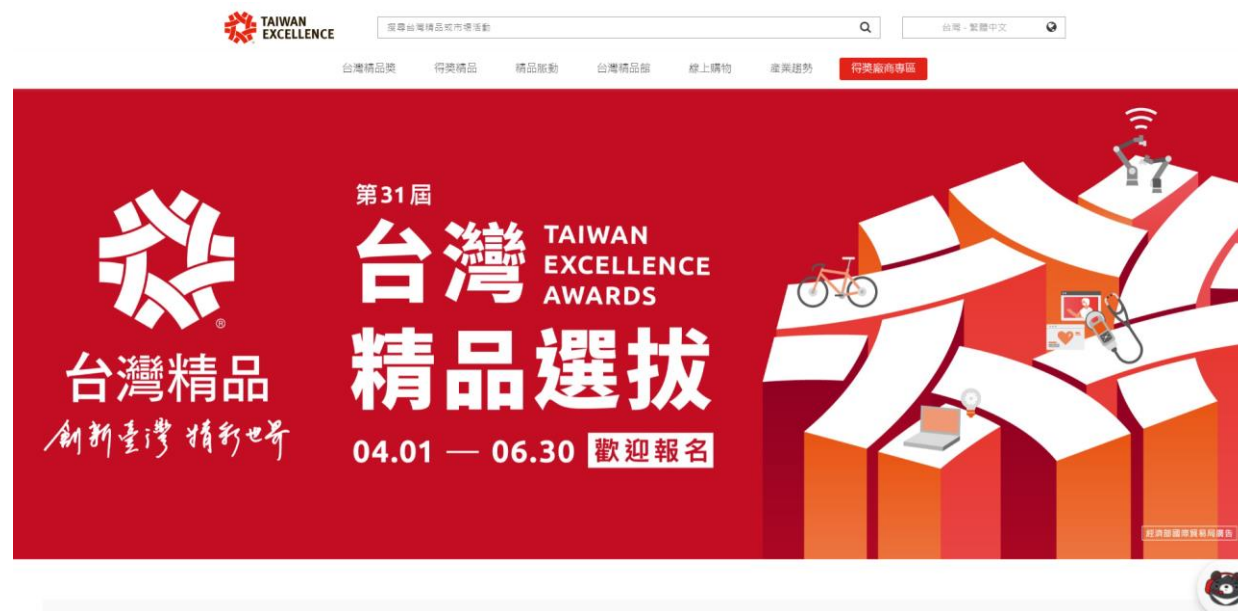 TAIWAN
EXCELLENCE
搜尋台灣精品或市場活動
台灣 - 繁體中文
台灣精品獎
得獎精品
精品脈動
台灣精品館
線上購物
產業趨勢
得獎廠商專區
第31屆
台灣
TAIWAN
EXCELLENCE
AWARDS
精品選拔
04.01 — 06.30 歡迎報名
®
台灣精品
創新臺灣 精彩世界
經濟部國際貿易局廣告